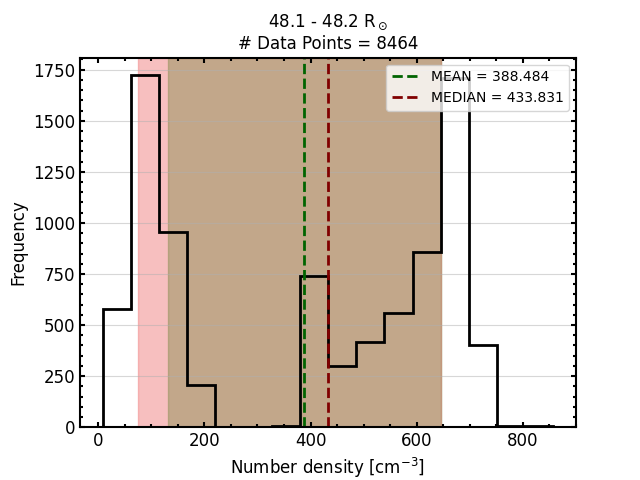 48.1 - 48.2 R⊙
# Data Points = 8464
MEAN = 388.484
MEDIAN = 433.831
Frequency
1750
1500
1250
1000
750
500
250
0
0 200 400 600 800
Number density [cm⁻³]